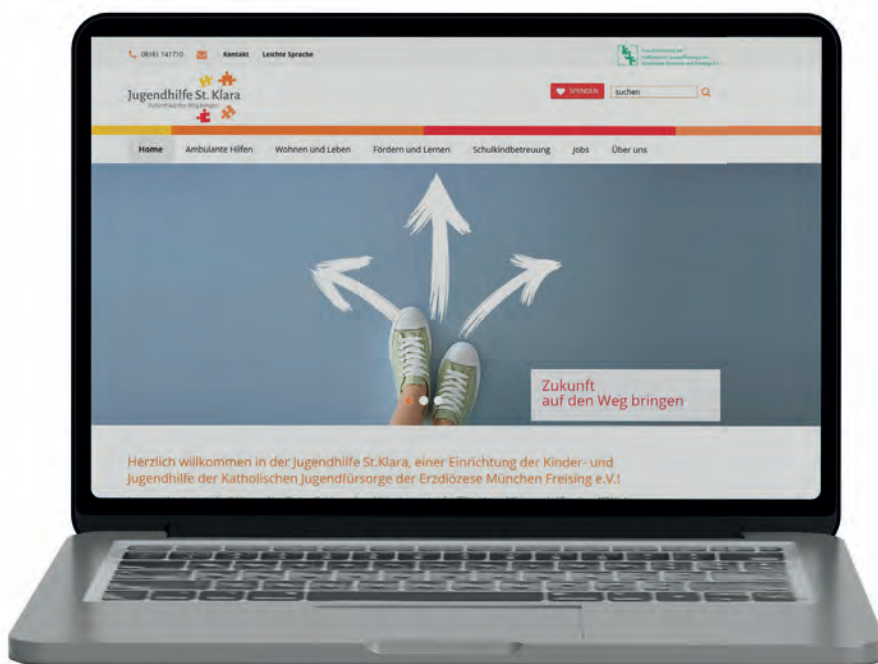 Kontakt
Leichte Sprache
Jugendhilfe St. Klara
SPENDEN
suchen
Home
Ambulante Hilfen
Wohnen und Leben
Fördern und Lernen
Schulkindbetreuung
Jobs
Über uns
Zukunft
auf den Weg bringen
Herzlich willkommen in der Jugendhilfe St.Klara, einer Einrichtung der Kinder- und
Jugendhilfe der Katholischen Jugendfürsorge der Erzdiözese München Freising e.V.!